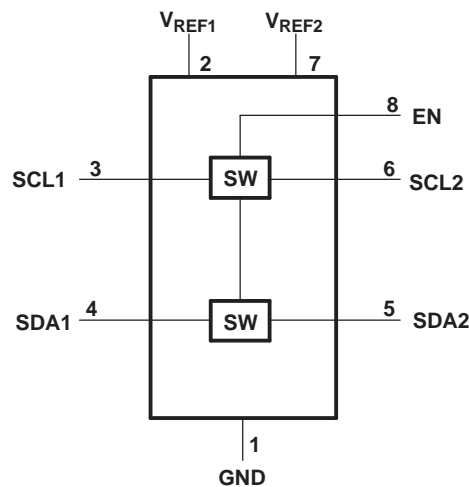 VREF1 VREF2
2 7
8 EN
SCL1 3 SW 6 SCL2
SDA1 4 SW 5 SDA2
1
GND